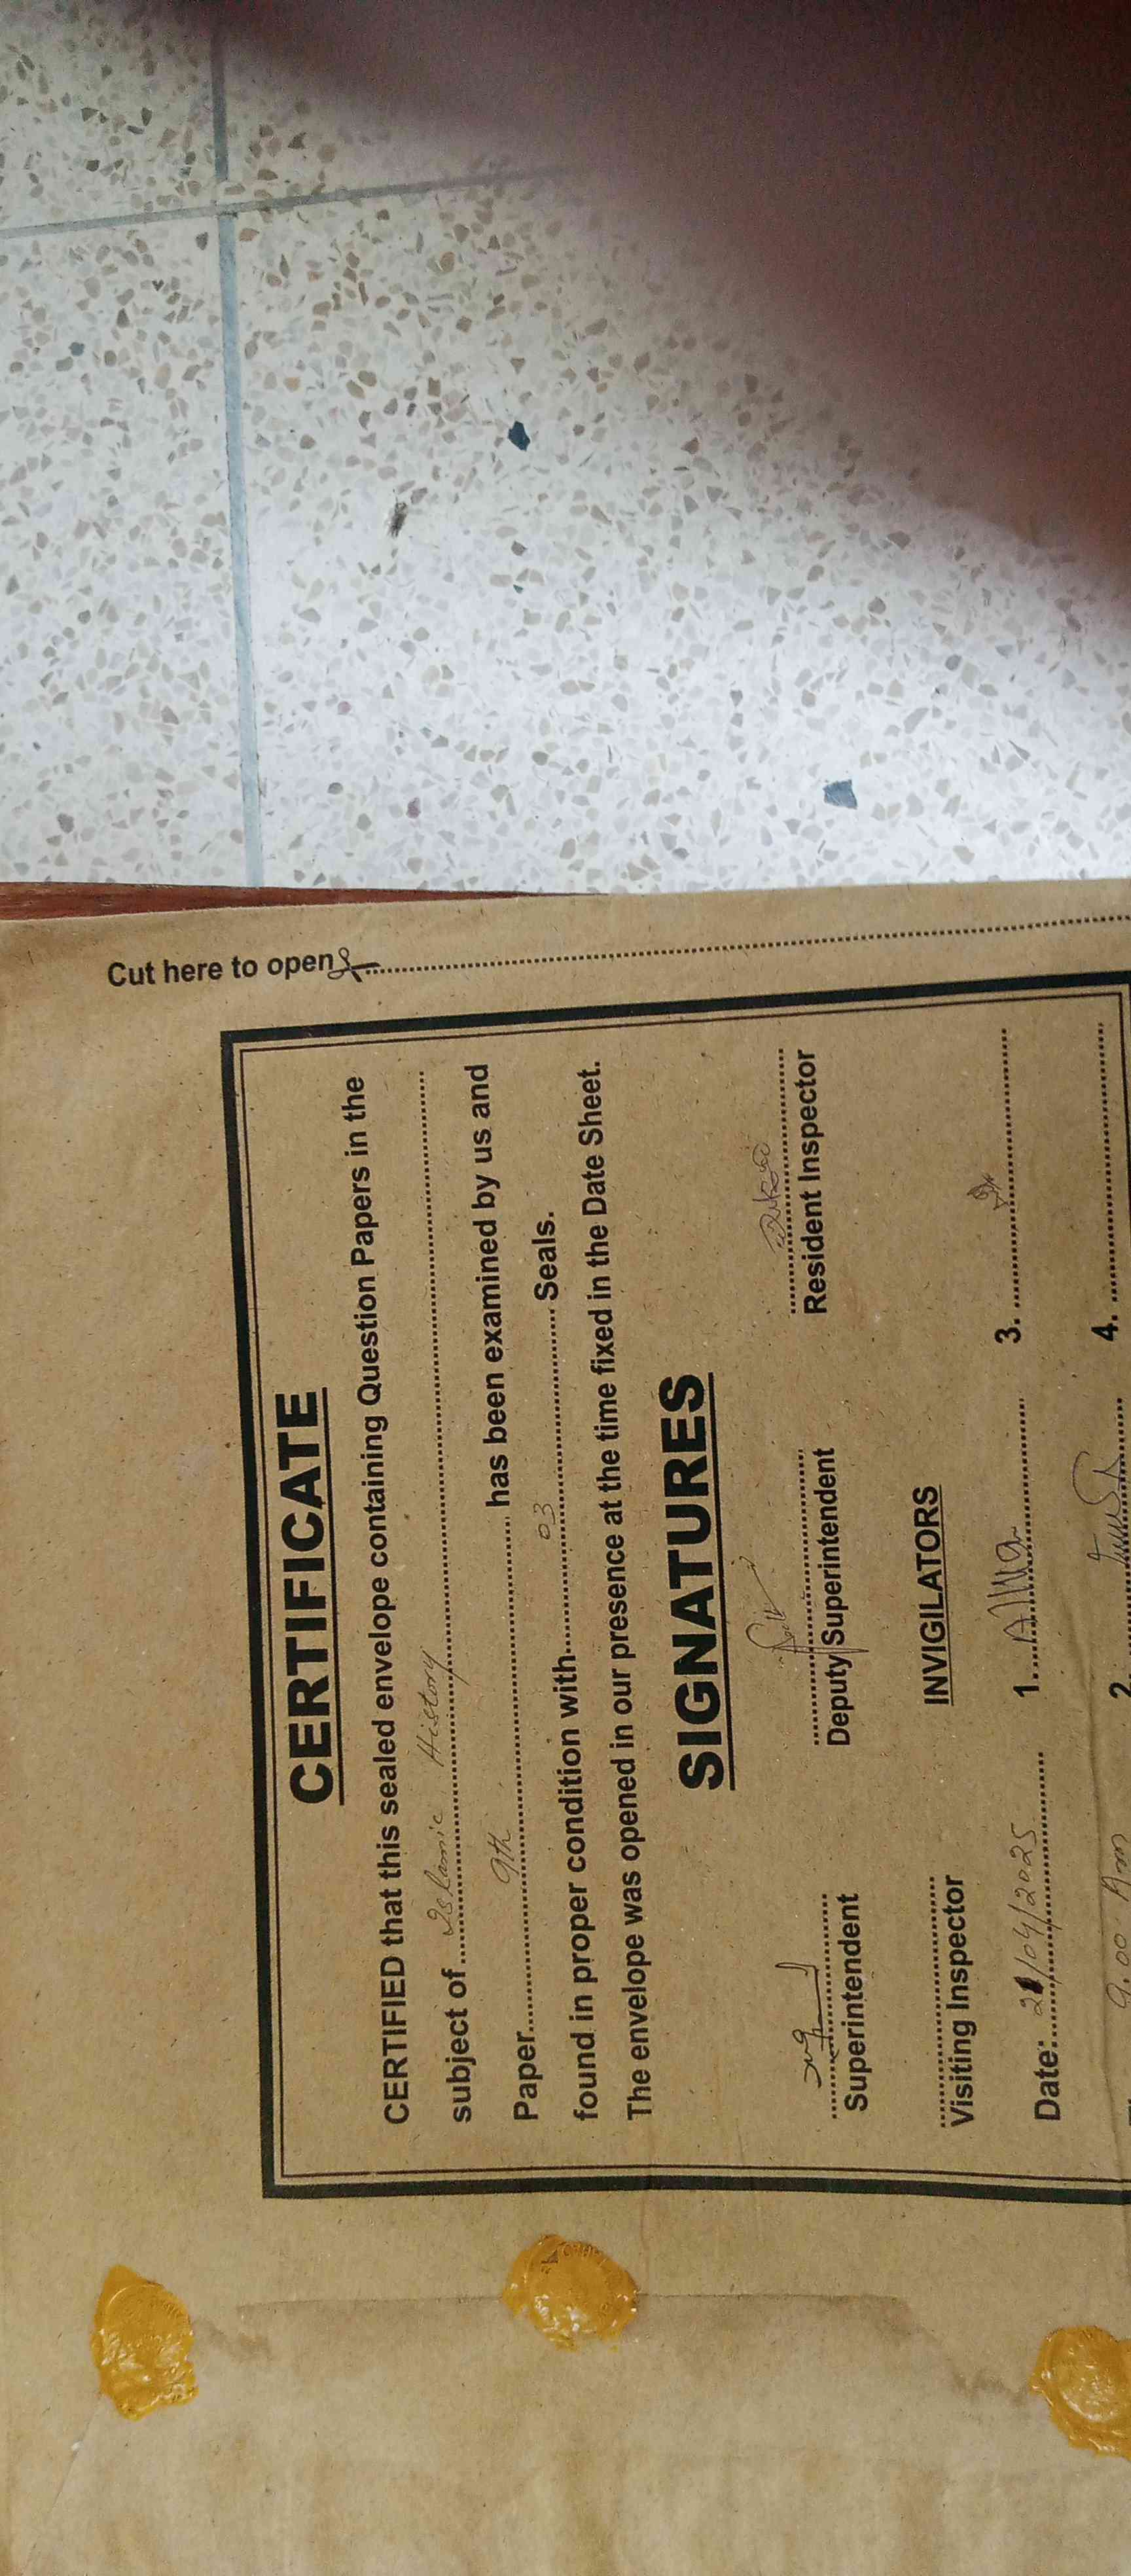 Cut here to open
CERTIFICATE
CERTIFIED that this sealed envelope containing Question Papers in the
subject of Islamic History
Paper 9th has been examined by us and
found in proper condition with 03 Seals.
The envelope was opened in our presence at the time fixed in the Date Sheet.
SIGNATURES
Superintendent Deputy Superintendent Resident Inspector
Visiting Inspector INVIGILATORS
Date: 21/04/2025 1. 3.
9.00 Am 2. 4.